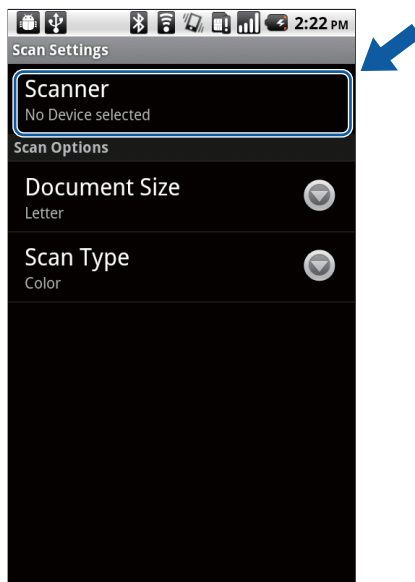 2:22 PM
Scan Settings
Scanner
No Device selected
Scan Options
Document Size
Letter
Scan Type
Color